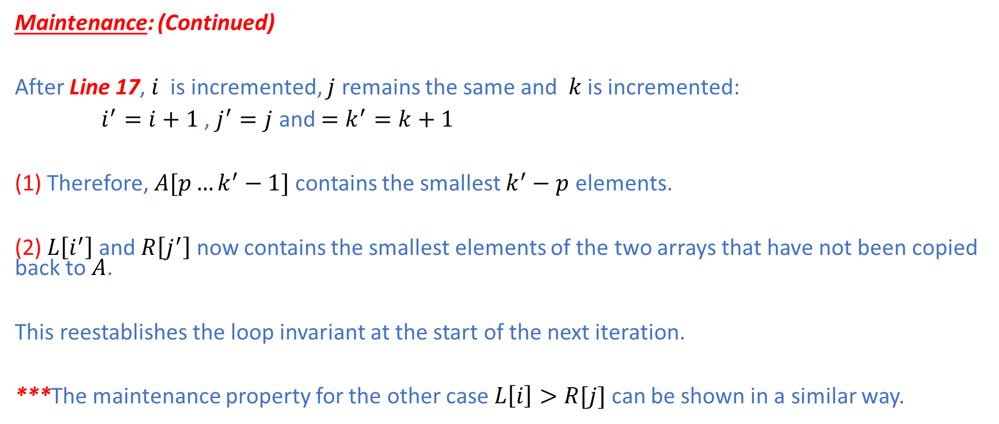 Maintenance: (Continued)
After Line 17, i is incremented, j remains the same and k is incremented:
i′ = i + 1 , j′ = j and = k′ = k + 1
(1) Therefore, A[p … k′ − 1] contains the smallest k′ − p elements.
(2) L[i′] and R[j′] now contains the smallest elements of the two arrays that have not been copied
back to A.
This reestablishes the loop invariant at the start of the next iteration.
***The maintenance property for the other case L[i] > R[j] can be shown in a similar way.